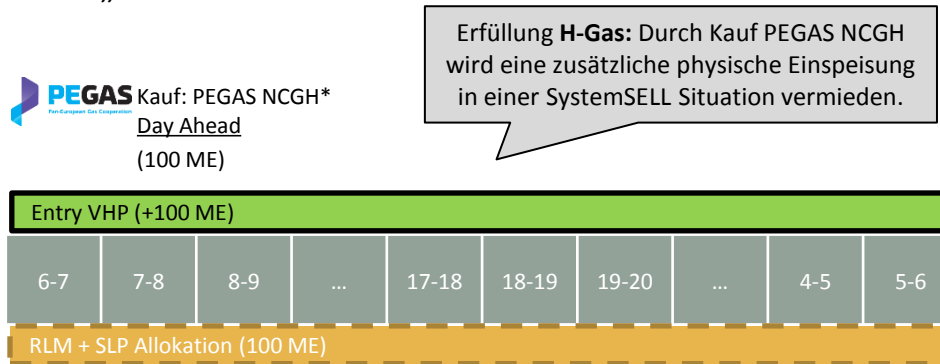 Erfüllung H-Gas: Durch Kauf PEGAS NCGH
wird eine zusätzliche physische Einspeisung
in einer SystemSELL Situation vermieden.
PEGAS
Pan-European Gas Cooperation
Kauf: PEGAS NCGH*
Day Ahead
(100 ME)
Entry VHP (+100 ME)
6-7 7-8 8-9 ... 17-18 18-19 19-20 ... 4-5 5-6
RLM + SLP Allokation (100 ME)